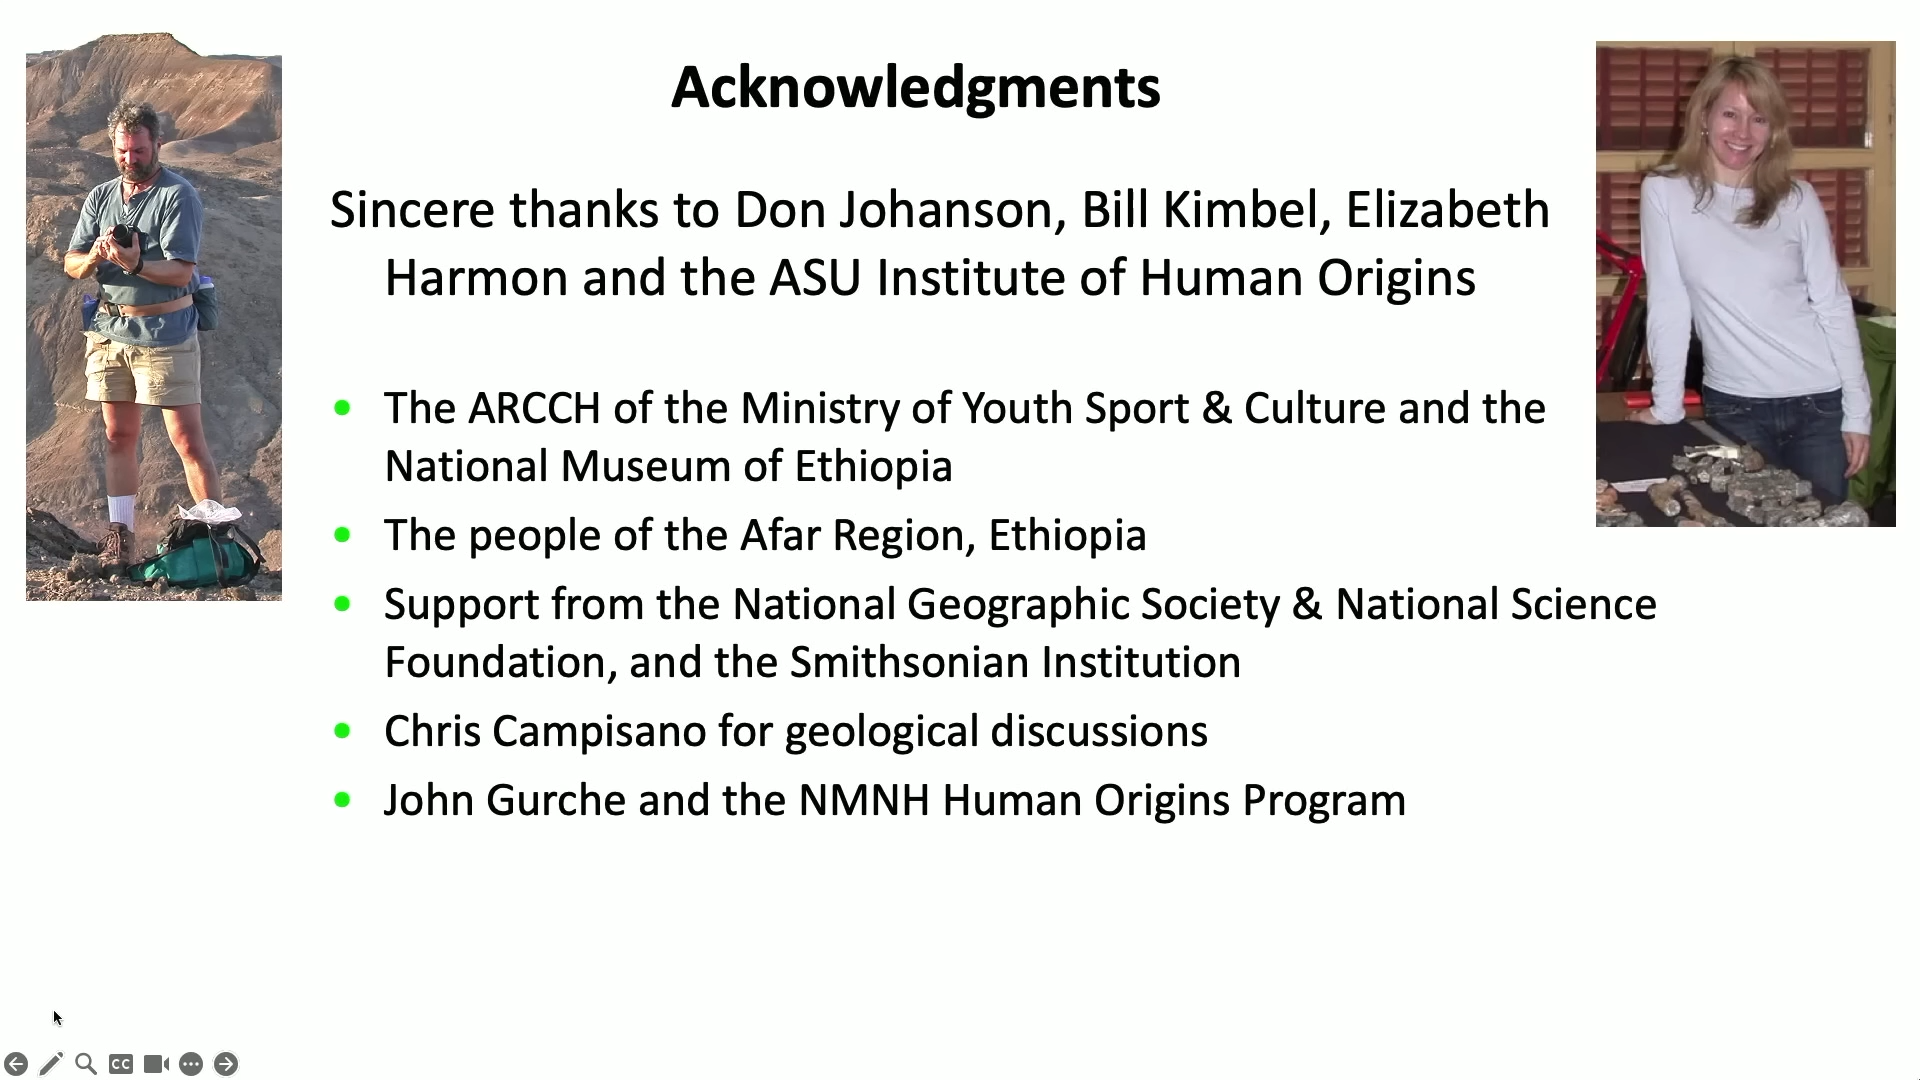 Acknowledgments
Sincere thanks to Don Johanson, Bill Kimbel, Elizabeth
Harmon and the ASU Institute of Human Origins
• The ARCCH of the Ministry of Youth Sport & Culture and the
National Museum of Ethiopia
• The people of the Afar Region, Ethiopia
• Support from the National Geographic Society & National Science
Foundation, and the Smithsonian Institution
• Chris Campisano for geological discussions
• John Gurche and the NMNH Human Origins Program
CC